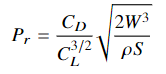 P_r = \frac{C_D}{C_L^{3/2}} \sqrt{\frac{2W^3}{\rho S}}